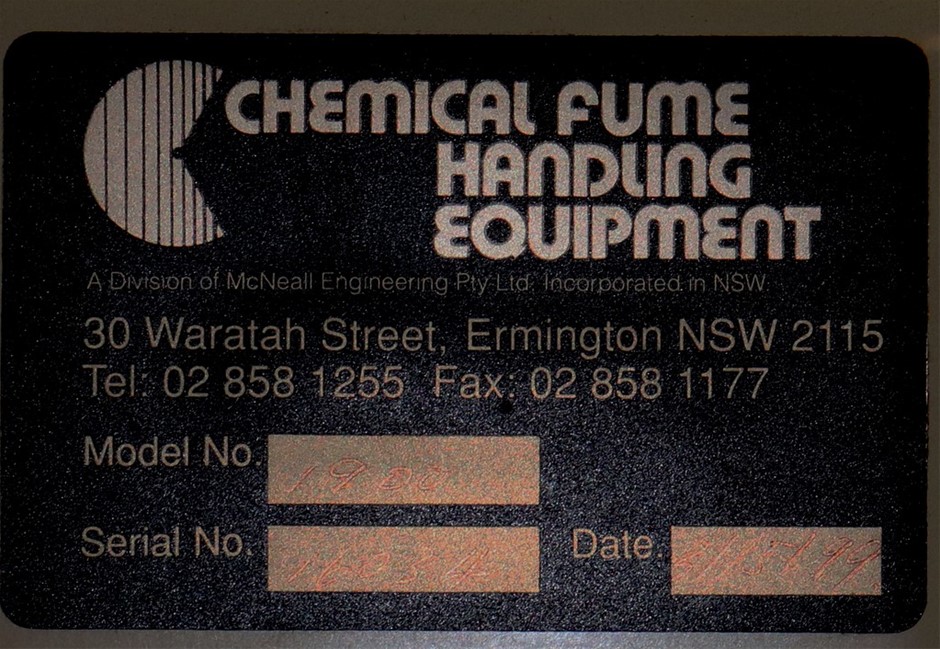 CHEMICAL FUME
HANDLING
EQUIPMENT
A Division of McNeall Engineering Pty Ltd. Incorporated in NSW
30 Waratah Street, Ermington NSW 2115
Tel: 02 858 1255 Fax: 02 858 1177
Model No. 1900
Serial No.
Date.